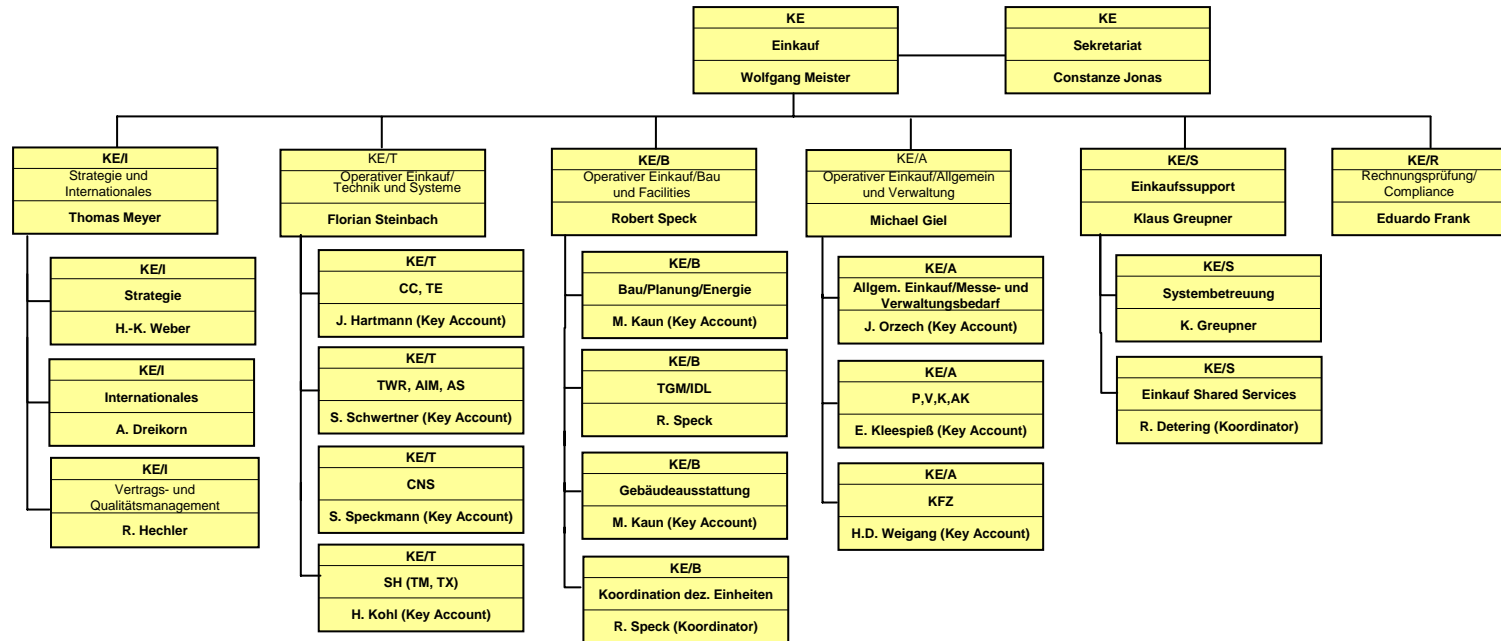 KE
Einkauf
Wolfgang Meister
KE
Sekretariat
Constanze Jonas
KE/I
Strategie und
Internationales
Thomas Meyer
KE/I
Strategie
H.-K. Weber
KE/I
Internationales
A. Dreikorn
KE/I
Vertrags- und
Qualitätsmanagement
R. Hechler
KE/T
Operativer Einkauf/
Technik und Systeme
Florian Steinbach
KE/T
CC, TE
J. Hartmann (Key Account)
KE/T
TWR, AIM, AS
S. Schwertner (Key Account)
KE/T
CNS
S. Speckmann (Key Account)
KE/T
SH (TM, TX)
H. Kohl (Key Account)
KE/B
Operativer Einkauf/Bau
und Facilities
Robert Speck
KE/B
Bau/Planung/Energie
M. Kaun (Key Account)
KE/B
TGM/IDL
R. Speck
KE/B
Gebäudeausstattung
M. Kaun (Key Account)
KE/B
Koordination dez. Einheiten
R. Speck (Koordinator)
KE/A
Operativer Einkauf/Allgemein
und Verwaltung
Michael Giel
KE/A
Allgem. Einkauf/Messe- und
Verwaltungsbedarf
J. Orzech (Key Account)
KE/A
P,V,K,AK
E. Kleespieß (Key Account)
KE/A
KFZ
H.D. Weigang (Key Account)
KE/S
Einkaufssupport
Klaus Greupner
KE/S
Systembetreuung
K. Greupner
KE/S
Einkauf Shared Services
R. Detering (Koordinator)
KE/R
Rechnungsprüfung/
Compliance
Eduardo Frank